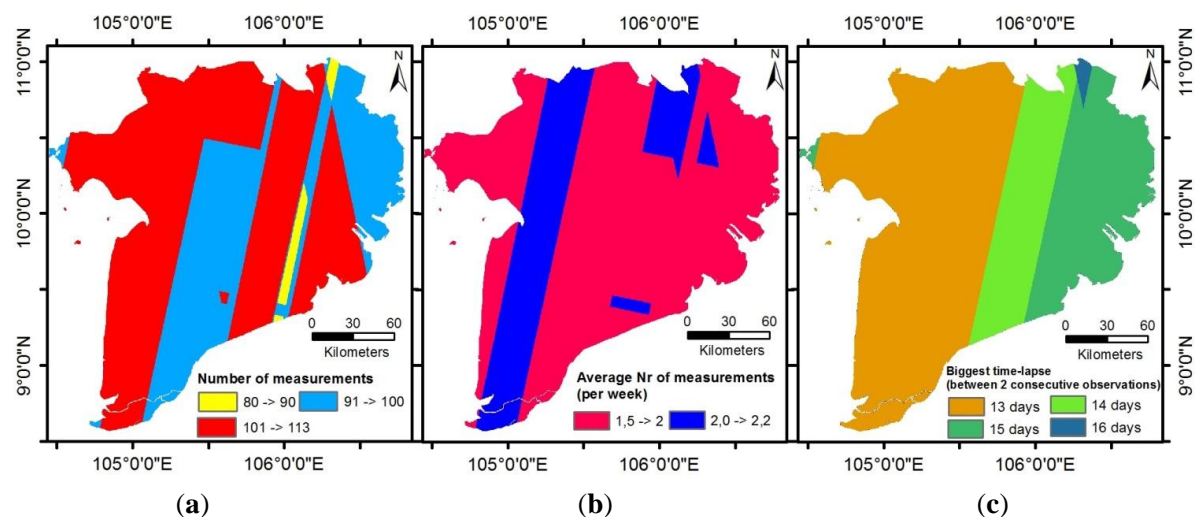 105°0'0"E 106°0'0"E 105°0'0"E 106°0'0"E 105°0'0"E 106°0'0"E
11°0'0"N
10°0'0"N
9°0'0"N
N
0 30 60
Kilometers
Number of measurements
80 -> 90 91 -> 100
101 -> 113
N
0 30 60
Kilometers
Average Nr of measurements
(per week)
1,5 -> 2 2,0 -> 2,2
N
0 30 60
Kilometers
Biggest time-lapse
(between 2 consecutive observations)
13 days 14 days
15 days 16 days
11°0'0"N
10°0'0"N
9°0'0"N
105°0'0"E 106°0'0"E 105°0'0"E 106°0'0"E 105°0'0"E 106°0'0"E
(a) (b) (c)